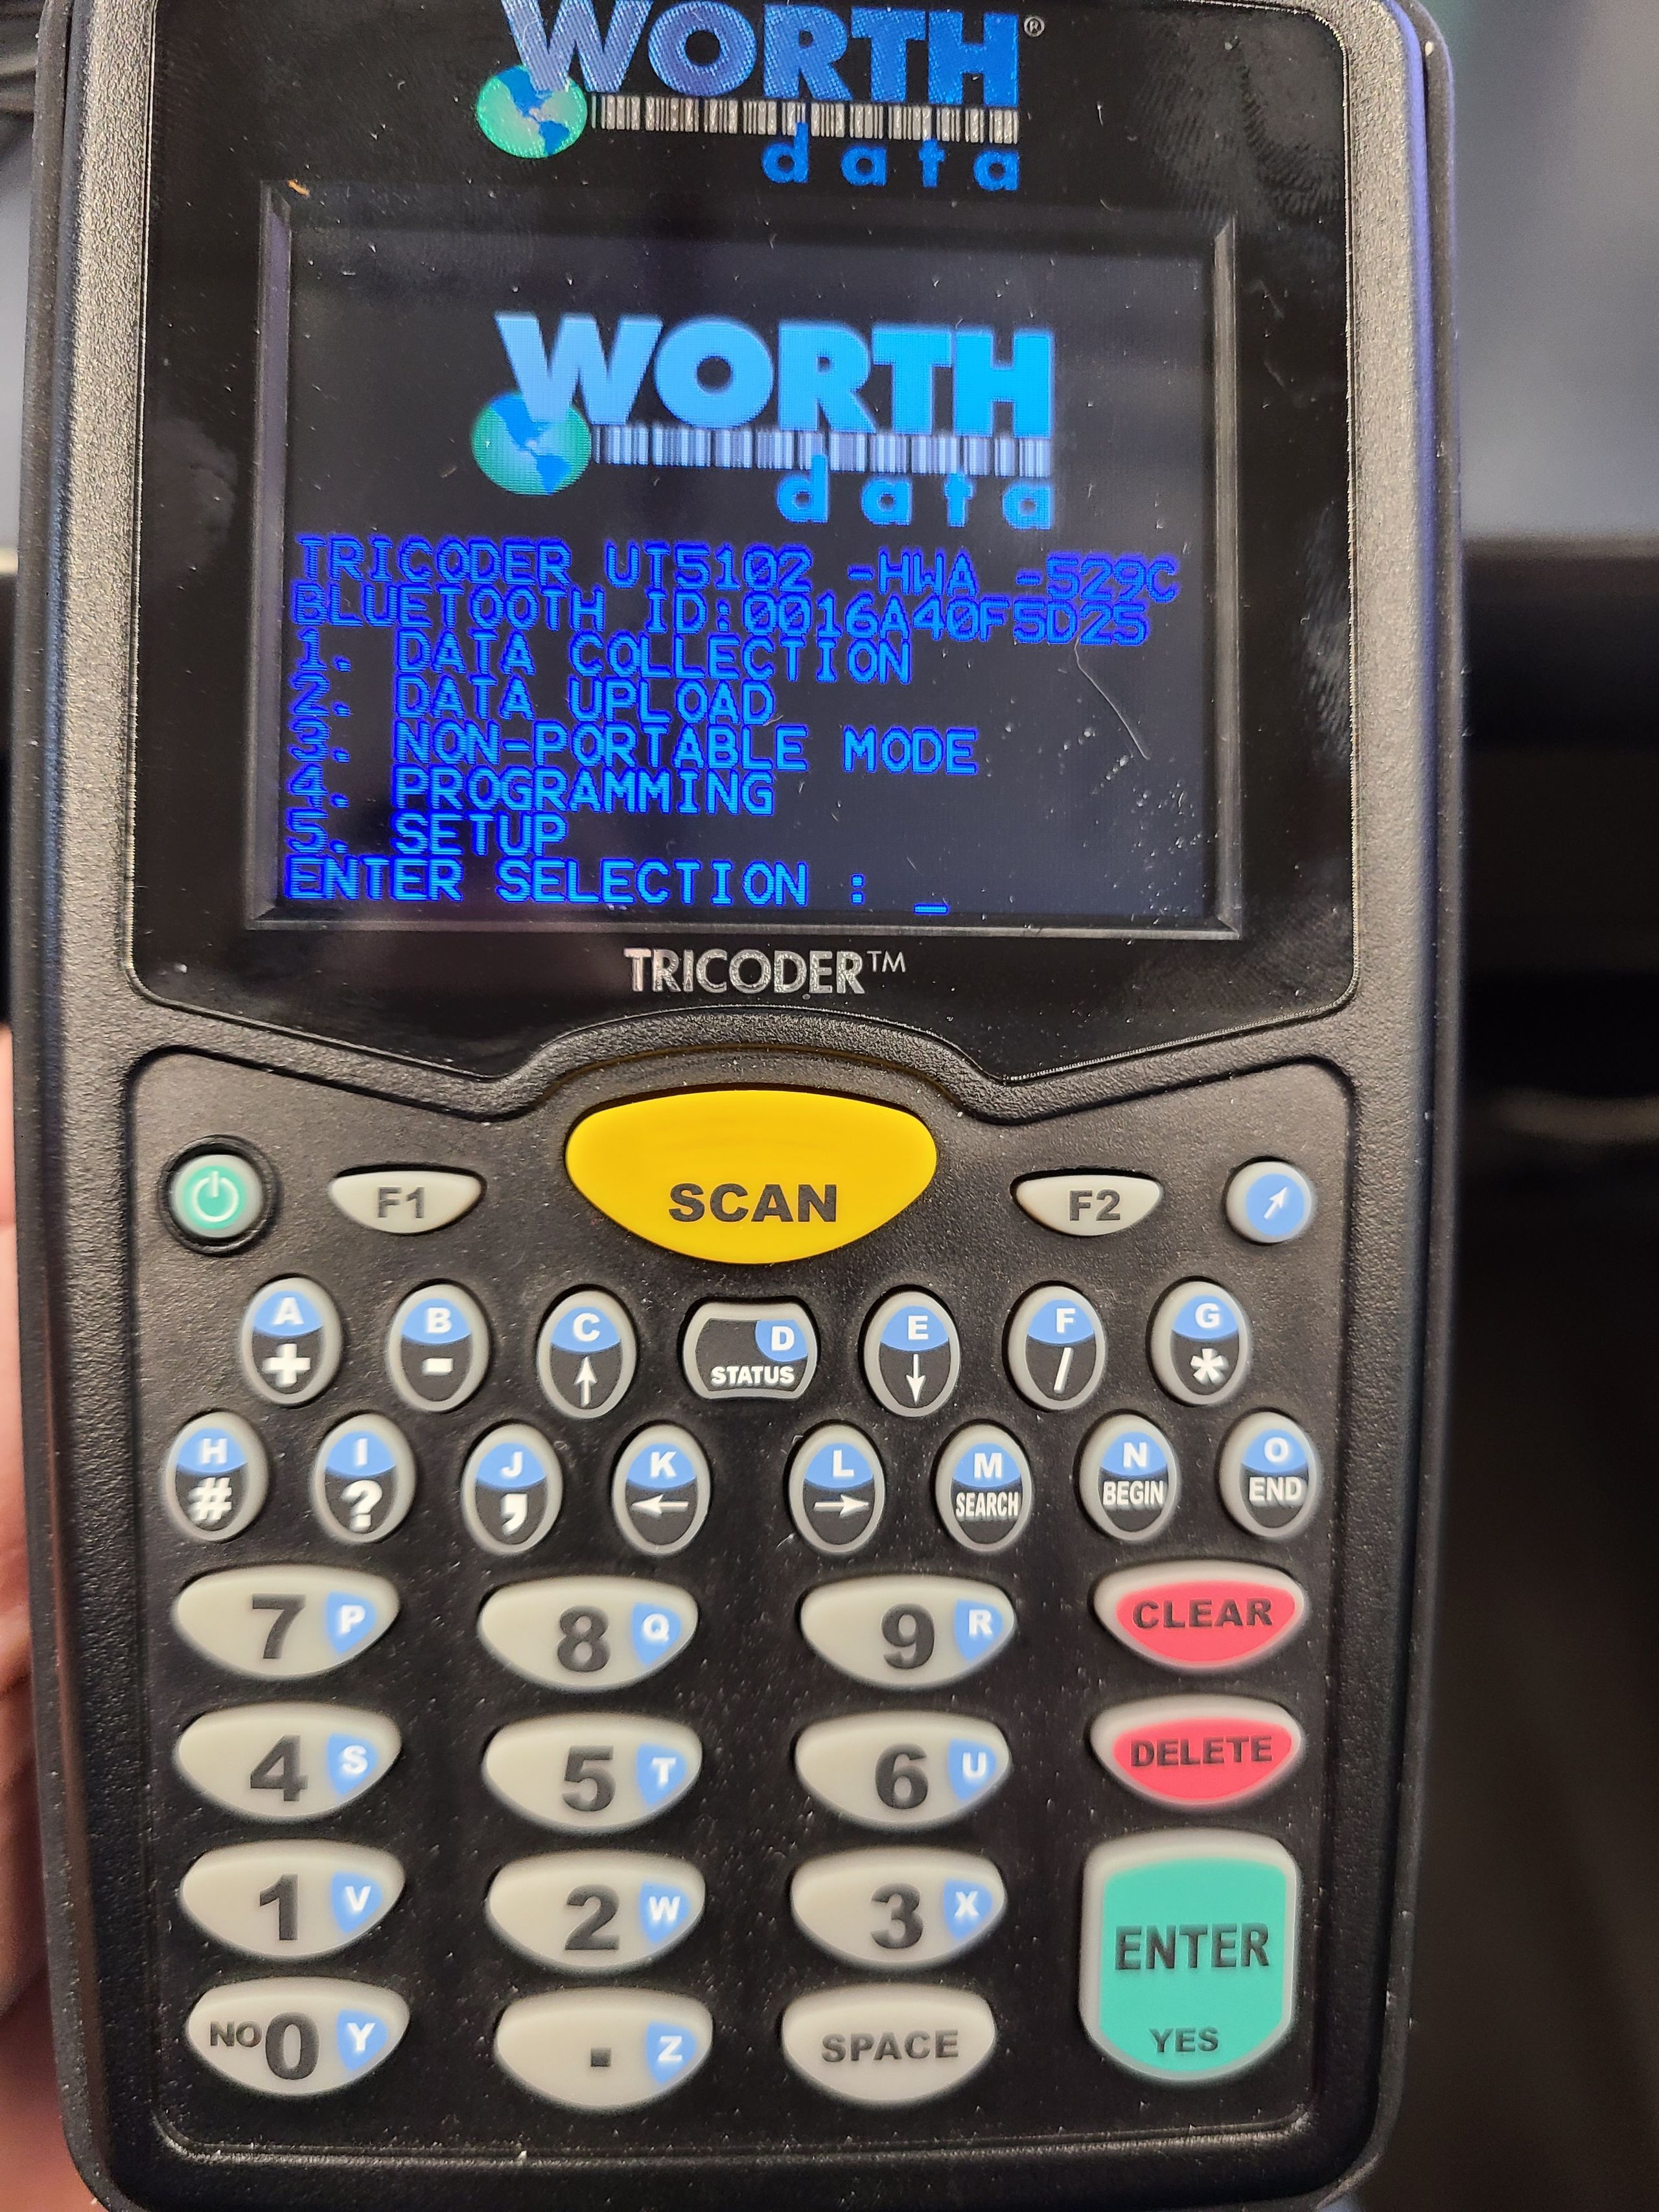 WORTH®
data
WORTH
data
TRICODER UT5102 -HWA -529C
BLUETOOTH ID:0016A40F5D25
1. DATA COLLECTION
2. DATA UPLOAD
3. NON-PORTABLE MODE
4. PROGRAMMING
5. SETUP
ENTER SELECTION : _
TRICODER™
F1 SCAN F2
A B C D E F G
+ - ↑ STATUS ↓ / *
H I J K L M N O
# ? , ← → SEARCH BEGIN END
7 P 8 Q 9 R CLEAR
4 S 5 T 6 U DELETE
1 V 2 W 3 X ENTER
NO 0 Y . Z SPACE YES